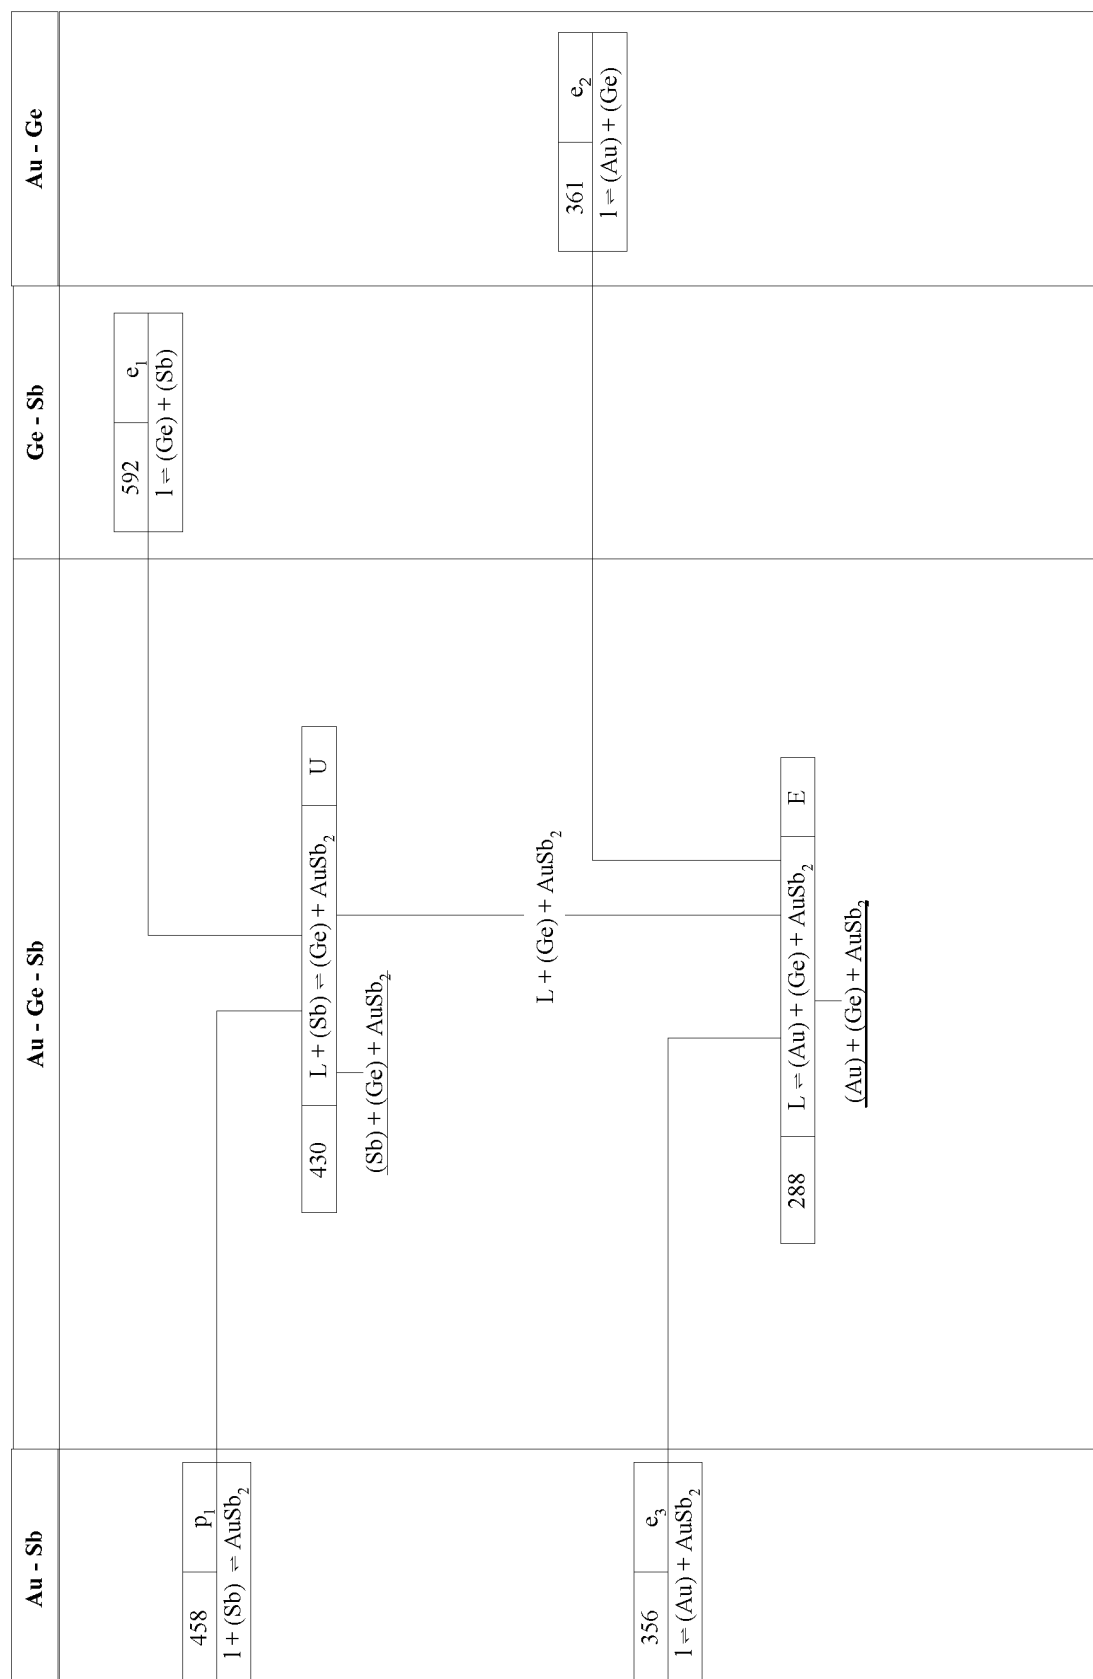 Au - Sb
Au - Ge - Sb
Ge - Sb
Au - Ge
592 e₁
l ⇌ (Ge) + (Sb)
458 p₁
l + (Sb) ⇌ AuSb₂
430 L + (Sb) ⇌ (Ge) + AuSb₂ U
(Sb) + (Ge) + AuSb₂
L + (Ge) + AuSb₂
361 e₂
l ⇌ (Au) + (Ge)
356 e₃
l ⇌ (Au) + AuSb₂
288 L ⇌ (Au) + (Ge) + AuSb₂ E
(Au) + (Ge) + AuSb₂